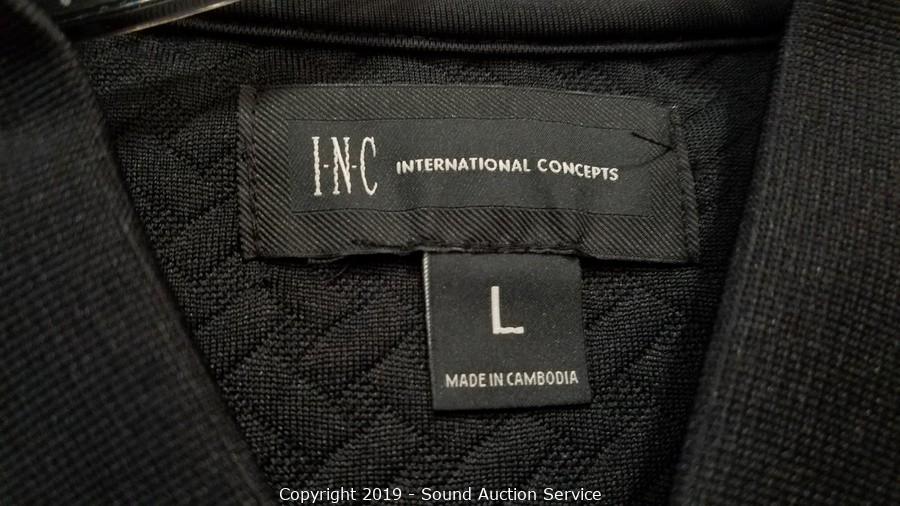 I·N·C INTERNATIONAL CONCEPTS
L
MADE IN CAMBODIA
Copyright 2019 - Sound Auction Service